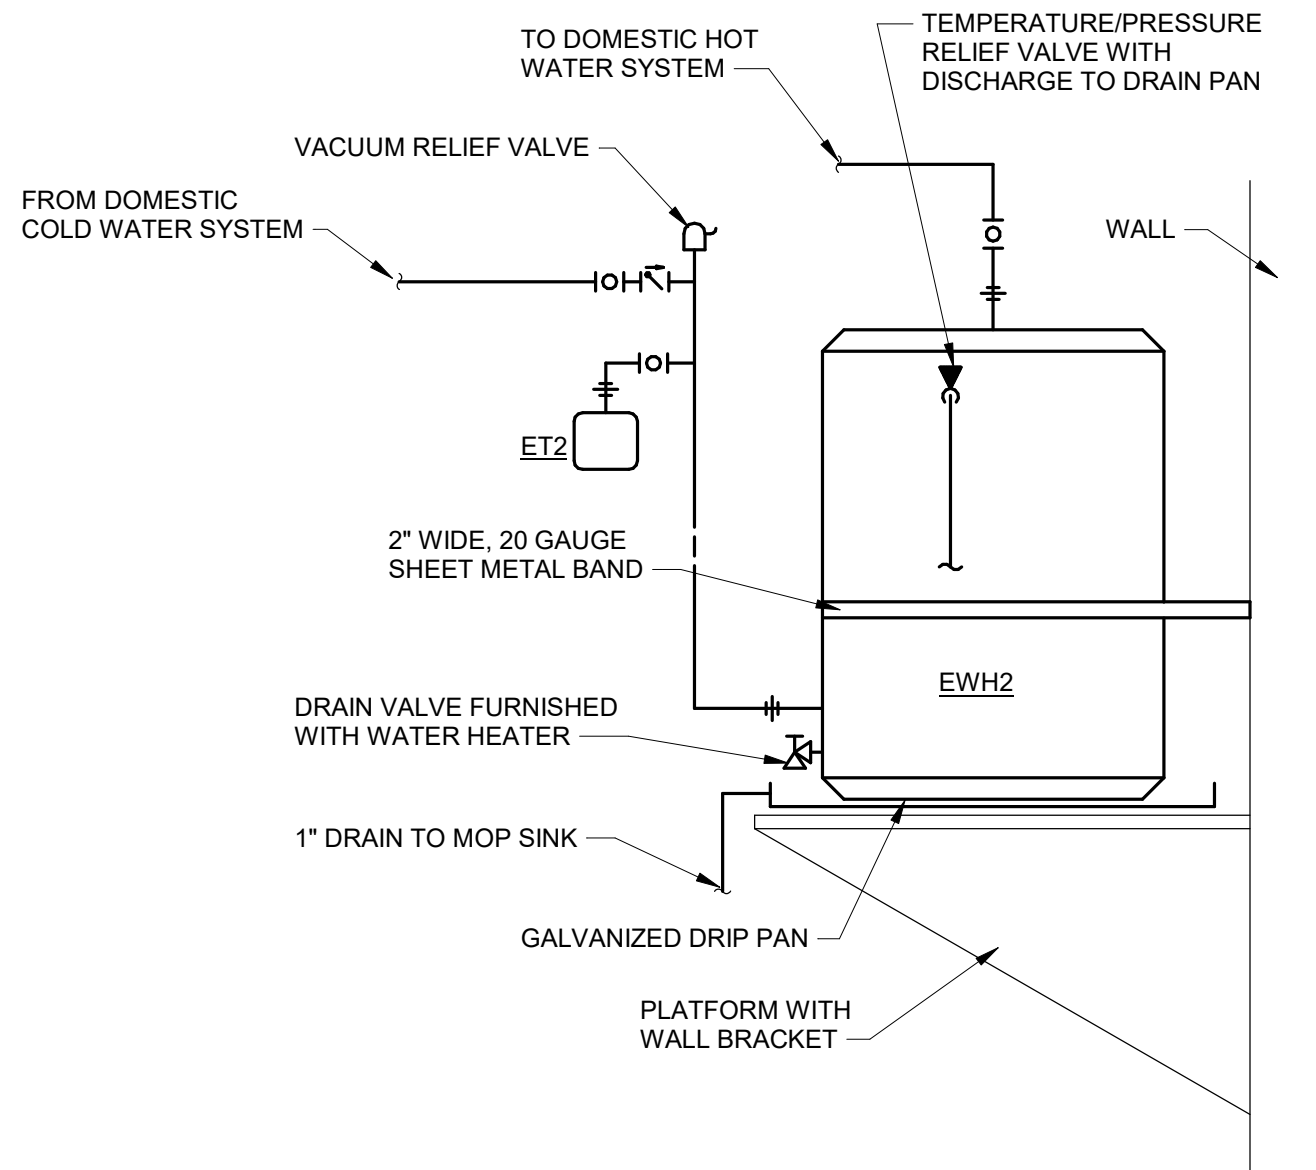 TEMPERATURE/PRESSURE
RELIEF VALVE WITH
DISCHARGE TO DRAIN PAN
TO DOMESTIC HOT
WATER SYSTEM
VACUUM RELIEF VALVE
FROM DOMESTIC
COLD WATER SYSTEM
WALL
ET2
2" WIDE, 20 GAUGE
SHEET METAL BAND
EWH2
DRAIN VALVE FURNISHED
WITH WATER HEATER
1" DRAIN TO MOP SINK
GALVANIZED DRIP PAN
PLATFORM WITH
WALL BRACKET